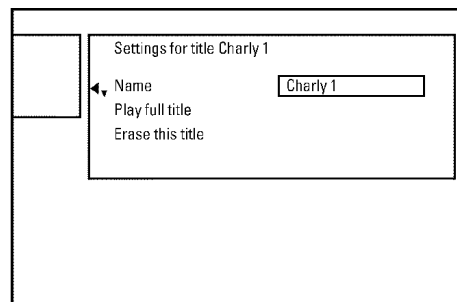 Settings for title Charly 1
Name Charly 1
Play full title
Erase this title